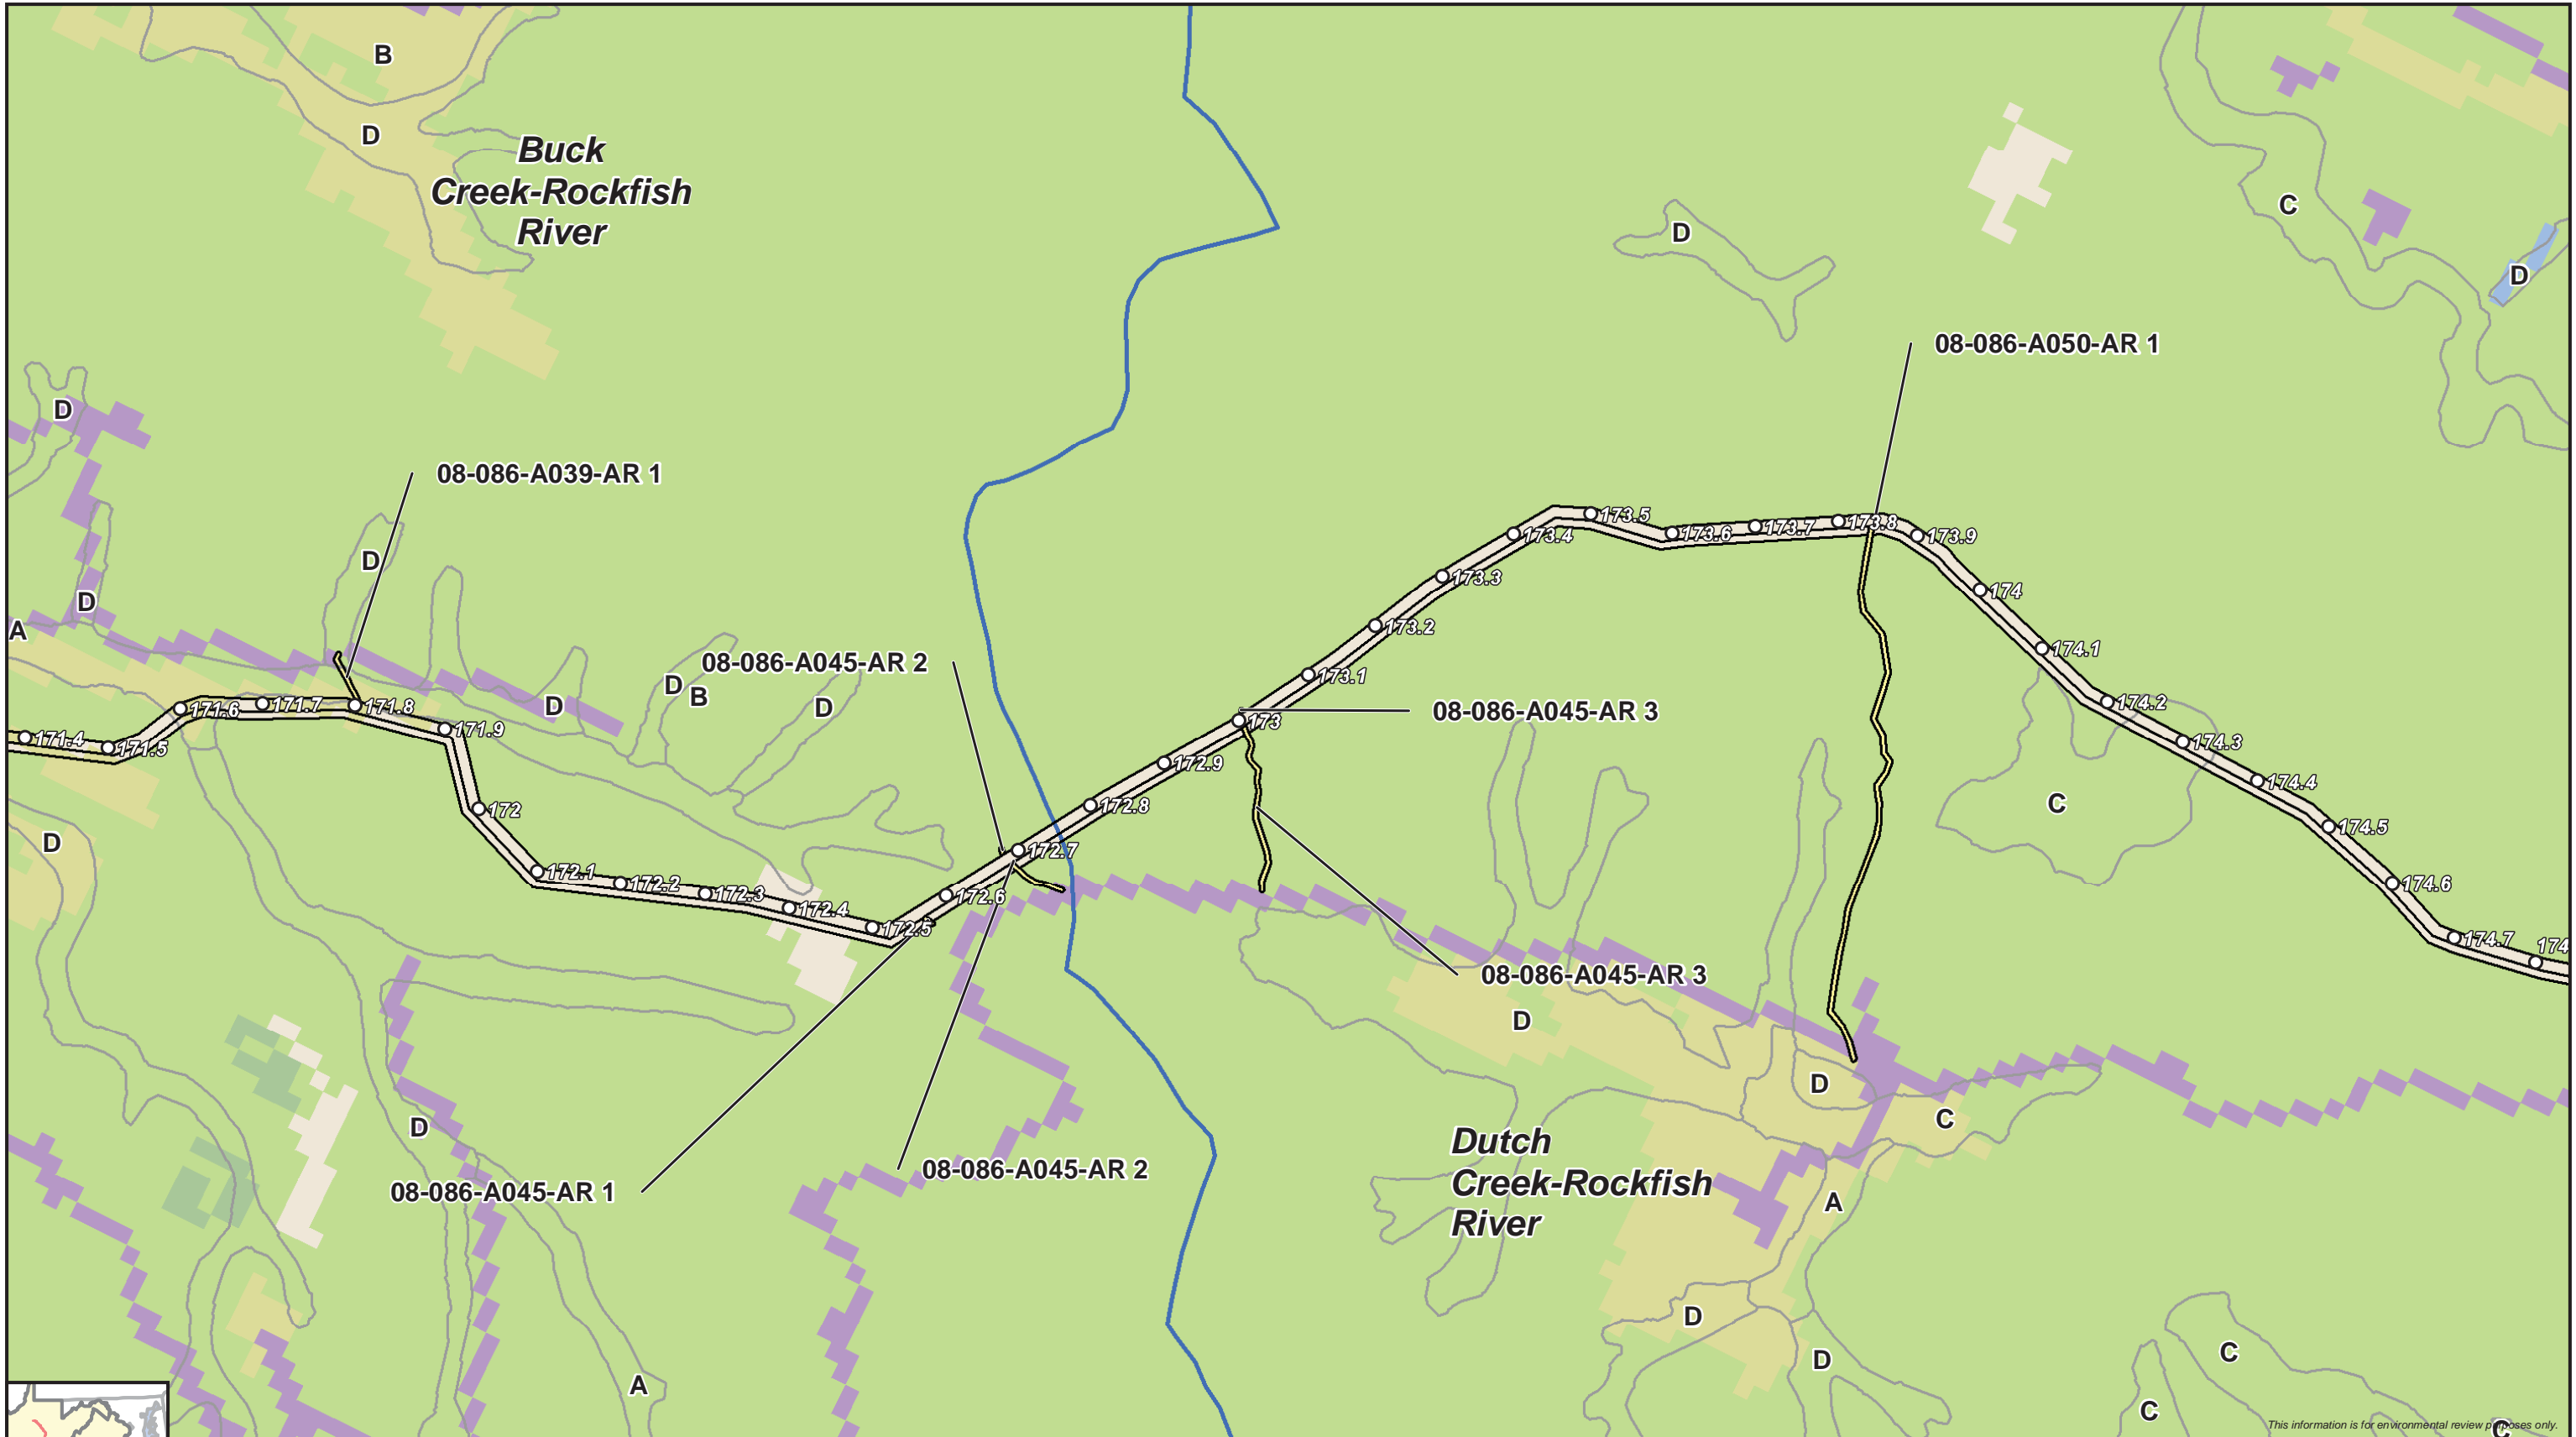 B
D
Buck
Creek-Rockfish
River
D
C
D
08-086-A050-AR 1
D
08-086-A039-AR 1
173.5
173.4
173.6
173.7
173.8
173.9
D
173.3
174
D
173.2
A
174.1
08-086-A045-AR 2
173.1
D
B
D
D
174.2
171.6
171.7
171.8
171.9
173
08-086-A045-AR 3
171.4
171.5
174.3
172.9
174.4
172
172.8
C
174.5
D
172.7
172.1
172.2
172.3
172.4
172.5
172.6
174.6
174.7
174
08-086-A045-AR 3
D
D
C
D
Dutch
Creek-Rockfish
River
08-086-A045-AR 1
08-086-A045-AR 2
A
D
D
C
A
C
C
This information is for environmental review purposes only.